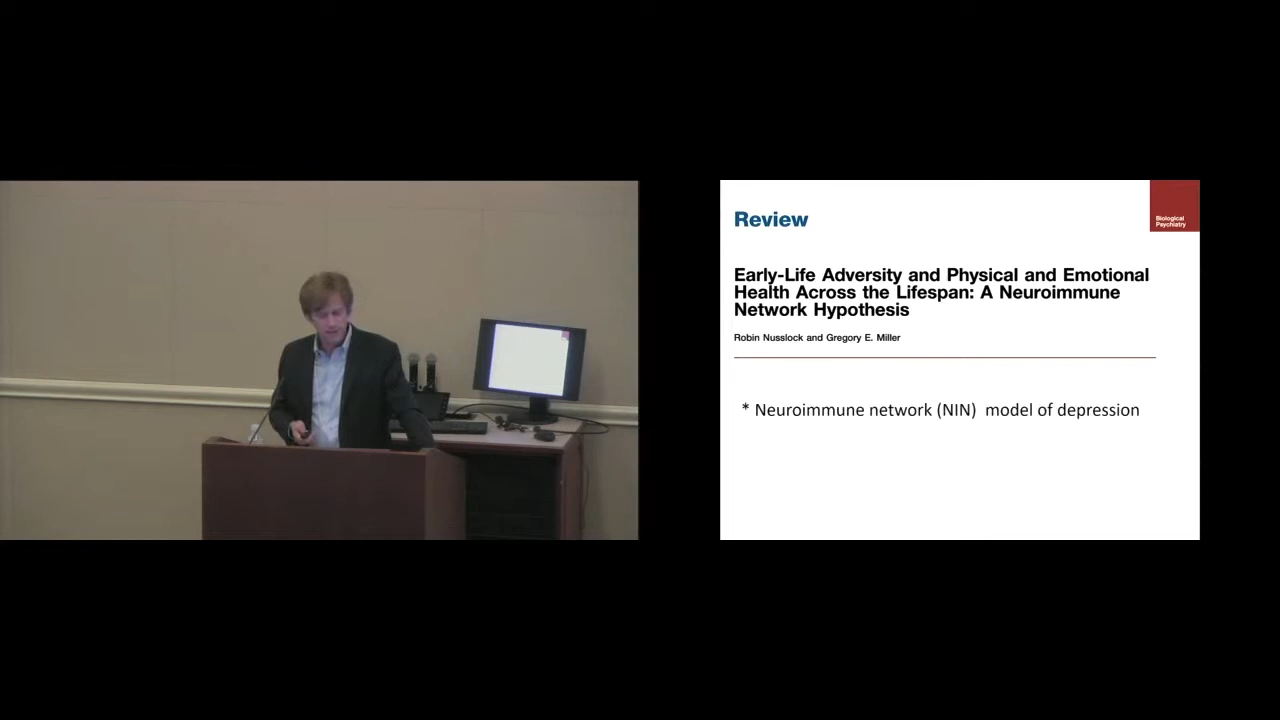 Review
Biological
Psychiatry
Early-Life Adversity and Physical and Emotional
Health Across the Lifespan: A Neuroimmune
Network Hypothesis
Robin Nusslock and Gregory E. Miller
* Neuroimmune network (NIN)  model of depression